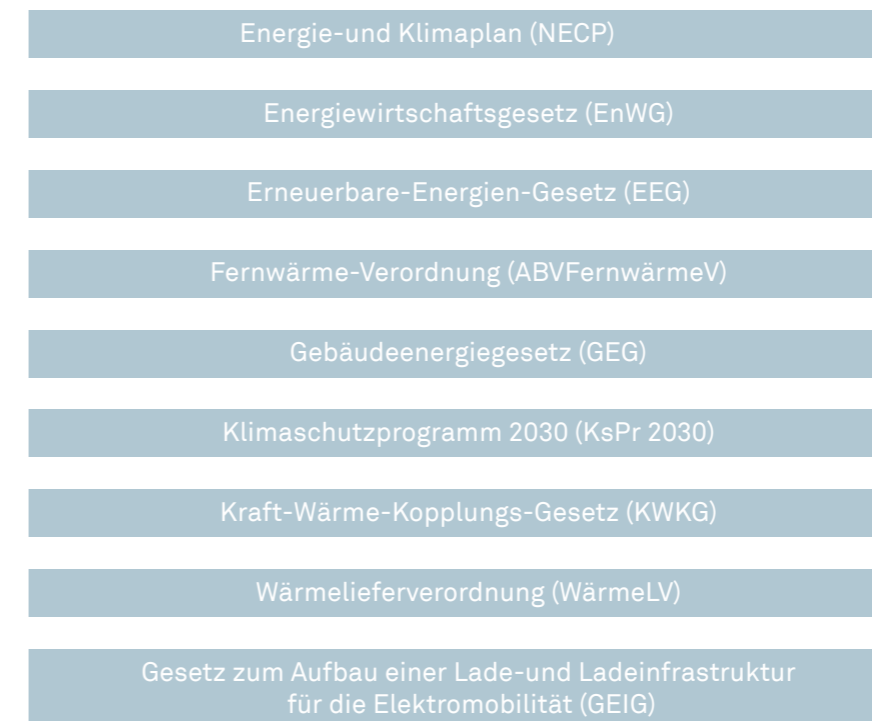 Energie-und Klimaplan (NECP)
Energiewirtschaftsgesetz (EnWG)
Erneuerbare-Energien-Gesetz (EEG)
Fernwärme-Verordnung (ABVFernwärmeV)
Gebäudeenergiegesetz (GEG)
Klimaschutzprogramm 2030 (KsPr 2030)
Kraft-Wärme-Kopplungs-Gesetz (KWKG)
Wärmelieferverordnung (WärmeLV)
Gesetz zum Aufbau einer Lade-und Ladeinfrastruktur
für die Elektromobilität (GEIG)